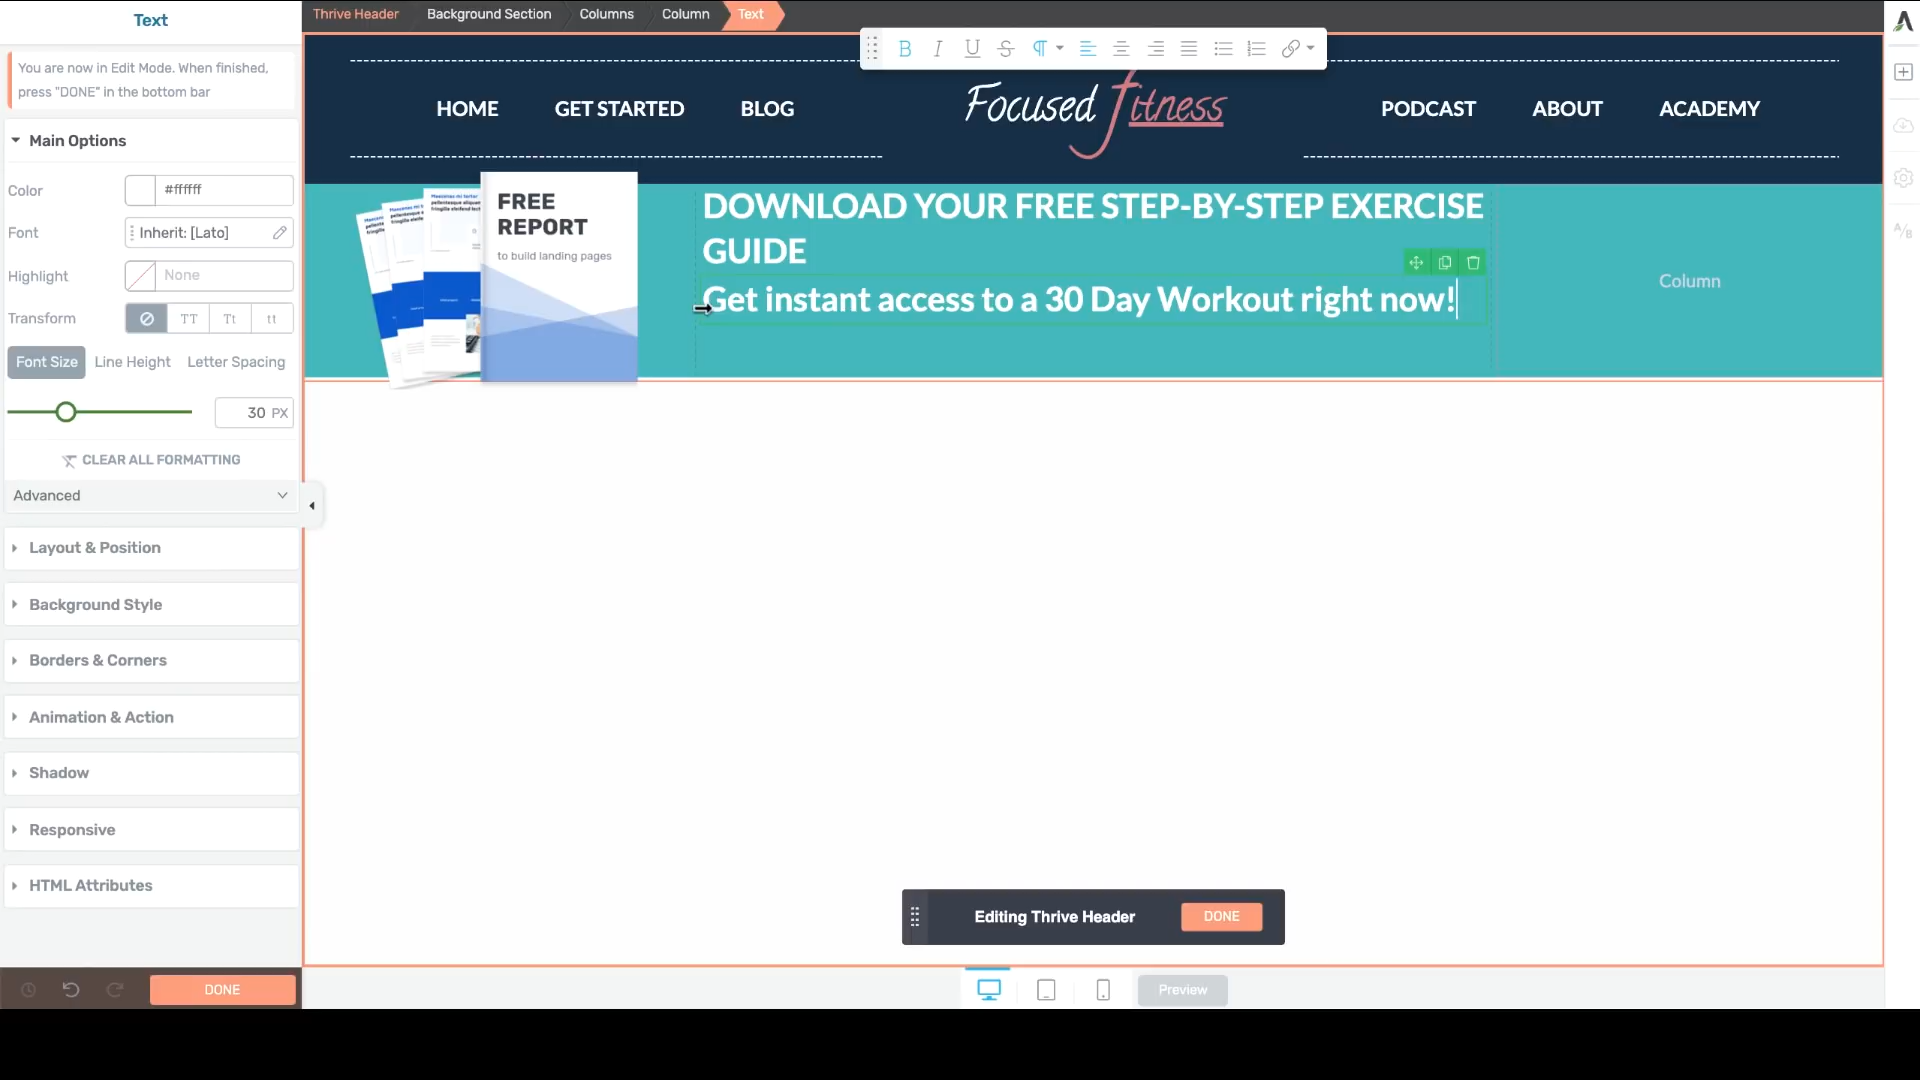 Text
Thrive Header Background Section Columns Column Text
You are now in Edit Mode. When finished,
press "DONE" in the bottom bar
Main Options
Color #ffffff
Font Inherit: [Lato]
Highlight None
Transform TT Tt tt
Font Size Line Height Letter Spacing
30 PX
CLEAR ALL FORMATTING
Advanced
Layout & Position
Background Style
Borders & Corners
Animation & Action
Shadow
Responsive
HTML Attributes
DONE
B I U S
HOME GET STARTED BLOG Focused fitness PODCAST ABOUT ACADEMY
FREE
REPORT
to build landing pages
DOWNLOAD YOUR FREE STEP-BY-STEP EXERCISE
GUIDE
Get instant access to a 30 Day Workout right now!
Column
Editing Thrive Header DONE
Preview
A/B